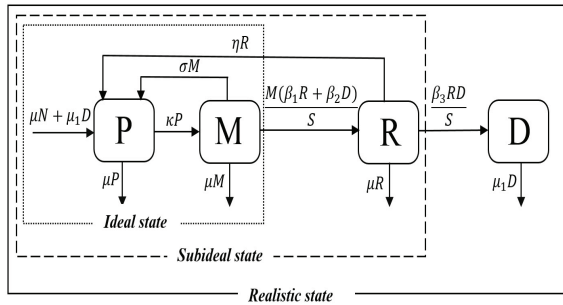 ηR
σM
M(β₁R + β₂D)
S
β₃RD
S
μN + μ₁D
P
κP
M
R
D
μP
μM
μR
μ₁D
Ideal state
Subideal state
Realistic state